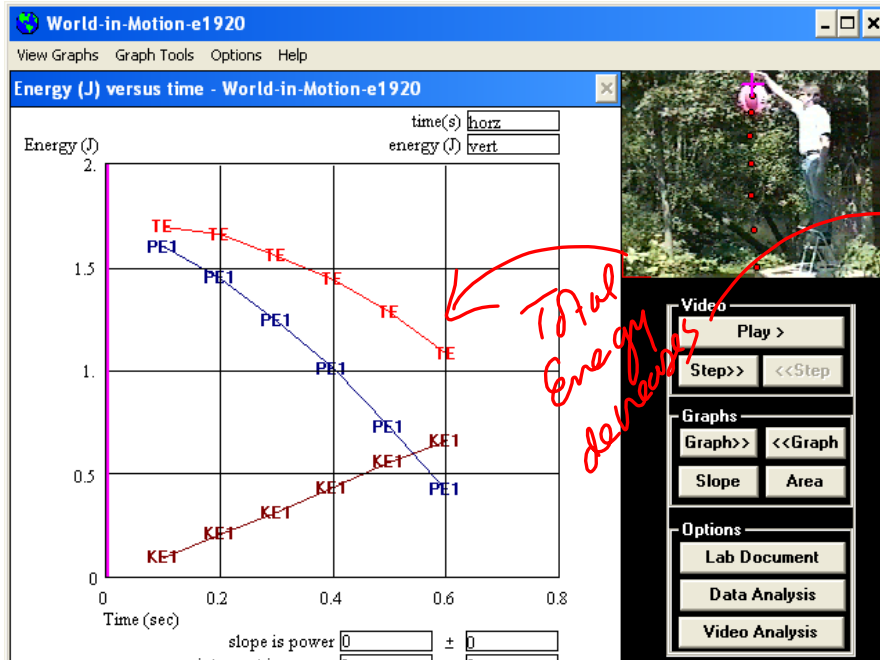 World-in-Motion-e1920
View Graphs Graph Tools Options Help
Energy (J) versus time - World-in-Motion-e1920
time(s) horz
Energy (J) energy (J) vert
2.
1.5
1.
0.5
0
TE TE TE TE TE TE
PE1 PE1 PE1 PE1 PE1 PE1
KE1 KE1 KE1 KE1 KE1 KE1
0 0.2 0.4 0.6 0.8
Time (sec)
slope is power 0 ± 0
Total
Energy
decreases
Video
Play >
Step>> <<Step
Graphs
Graph>> <<Graph
Slope Area
Options
Lab Document
Data Analysis
Video Analysis